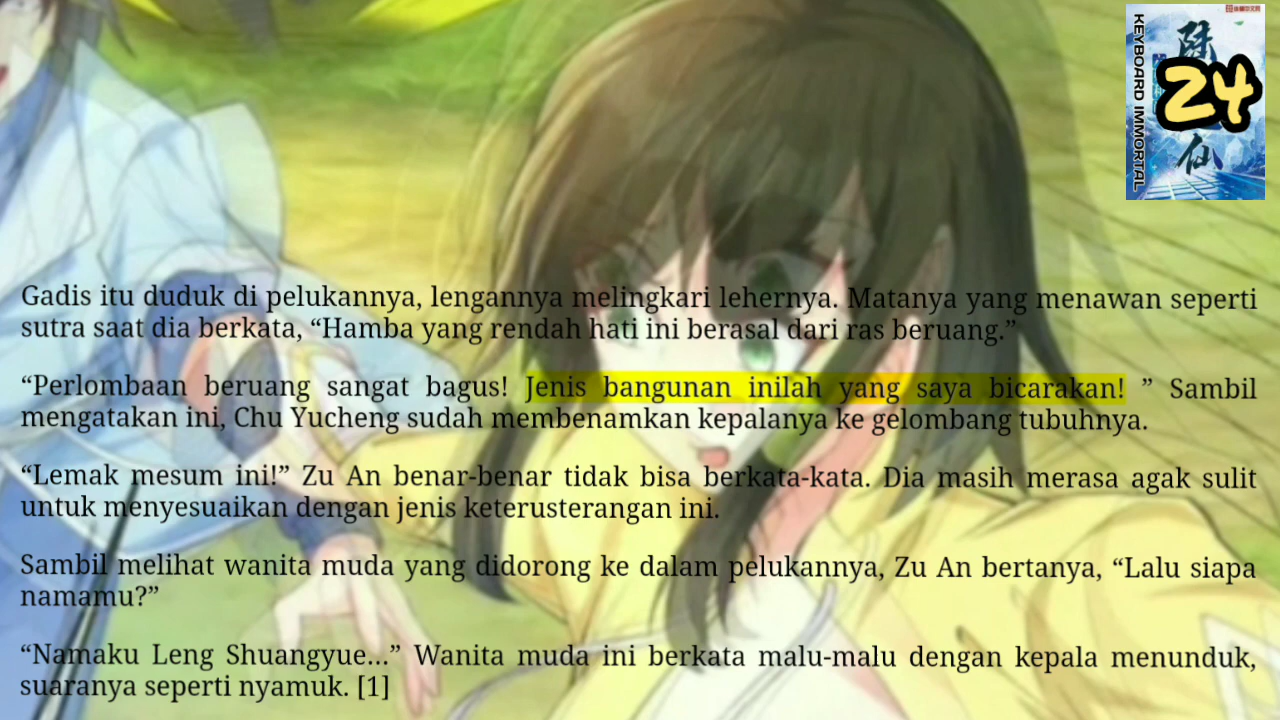 陆
仙
KEYBOARD IMMORTAL
24
Gadis itu duduk di pelukannya, lengannya melingkari lehernya. Matanya yang menawan seperti
sutra saat dia berkata, “Hamba yang rendah hati ini berasal dari ras beruang.”
“Perlombaan beruang sangat bagus! Jenis bangunan inilah yang saya bicarakan! ” Sambil
mengatakan ini, Chu Yucheng sudah membenamkan kepalanya ke gelombang tubuhnya.
“Lemak mesum ini!” Zu An benar-benar tidak bisa berkata-kata. Dia masih merasa agak sulit
untuk menyesuaikan dengan jenis keterusterangan ini.
Sambil melihat wanita muda yang didorong ke dalam pelukannya, Zu An bertanya, “Lalu siapa
namamu?”
“Namaku Leng Shuangyue...” Wanita muda ini berkata malu-malu dengan kepala menunduk,
suaranya seperti nyamuk. [1]